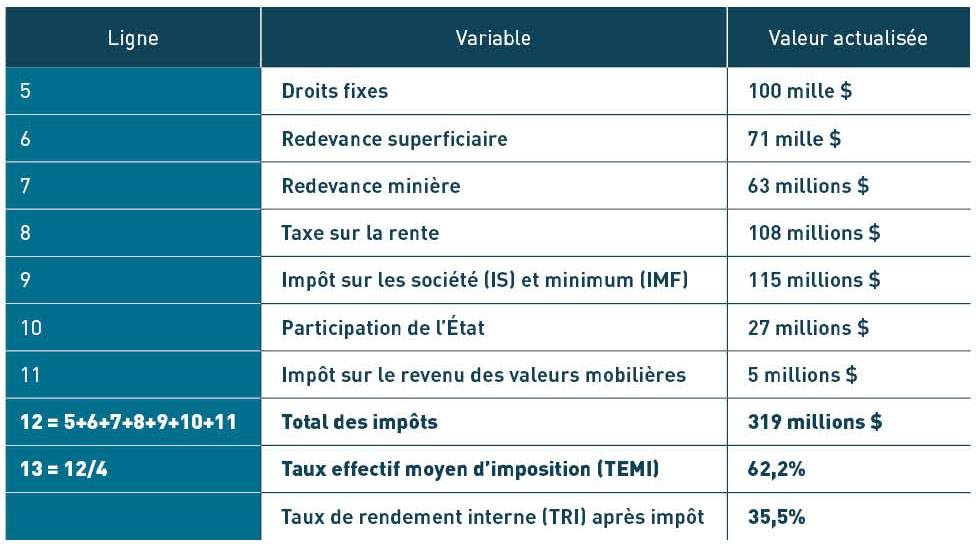 Ligne Variable Valeur actualisée
5 Droits fixes 100 mille $
6 Redevance superficiaire 71 mille $
7 Redevance minière 63 millions $
8 Taxe sur la rente 108 millions $
9 Impôt sur les société (IS) et minimum (IMF) 115 millions $
10 Participation de l’État 27 millions $
11 Impôt sur le revenu des valeurs mobilières 5 millions $
12 = 5+6+7+8+9+10+11 Total des impôts 319 millions $
13 = 12/4 Taux effectif moyen d’imposition (TEMI) 62,2%
Taux de rendement interne (TRI) après impôt 35,5%